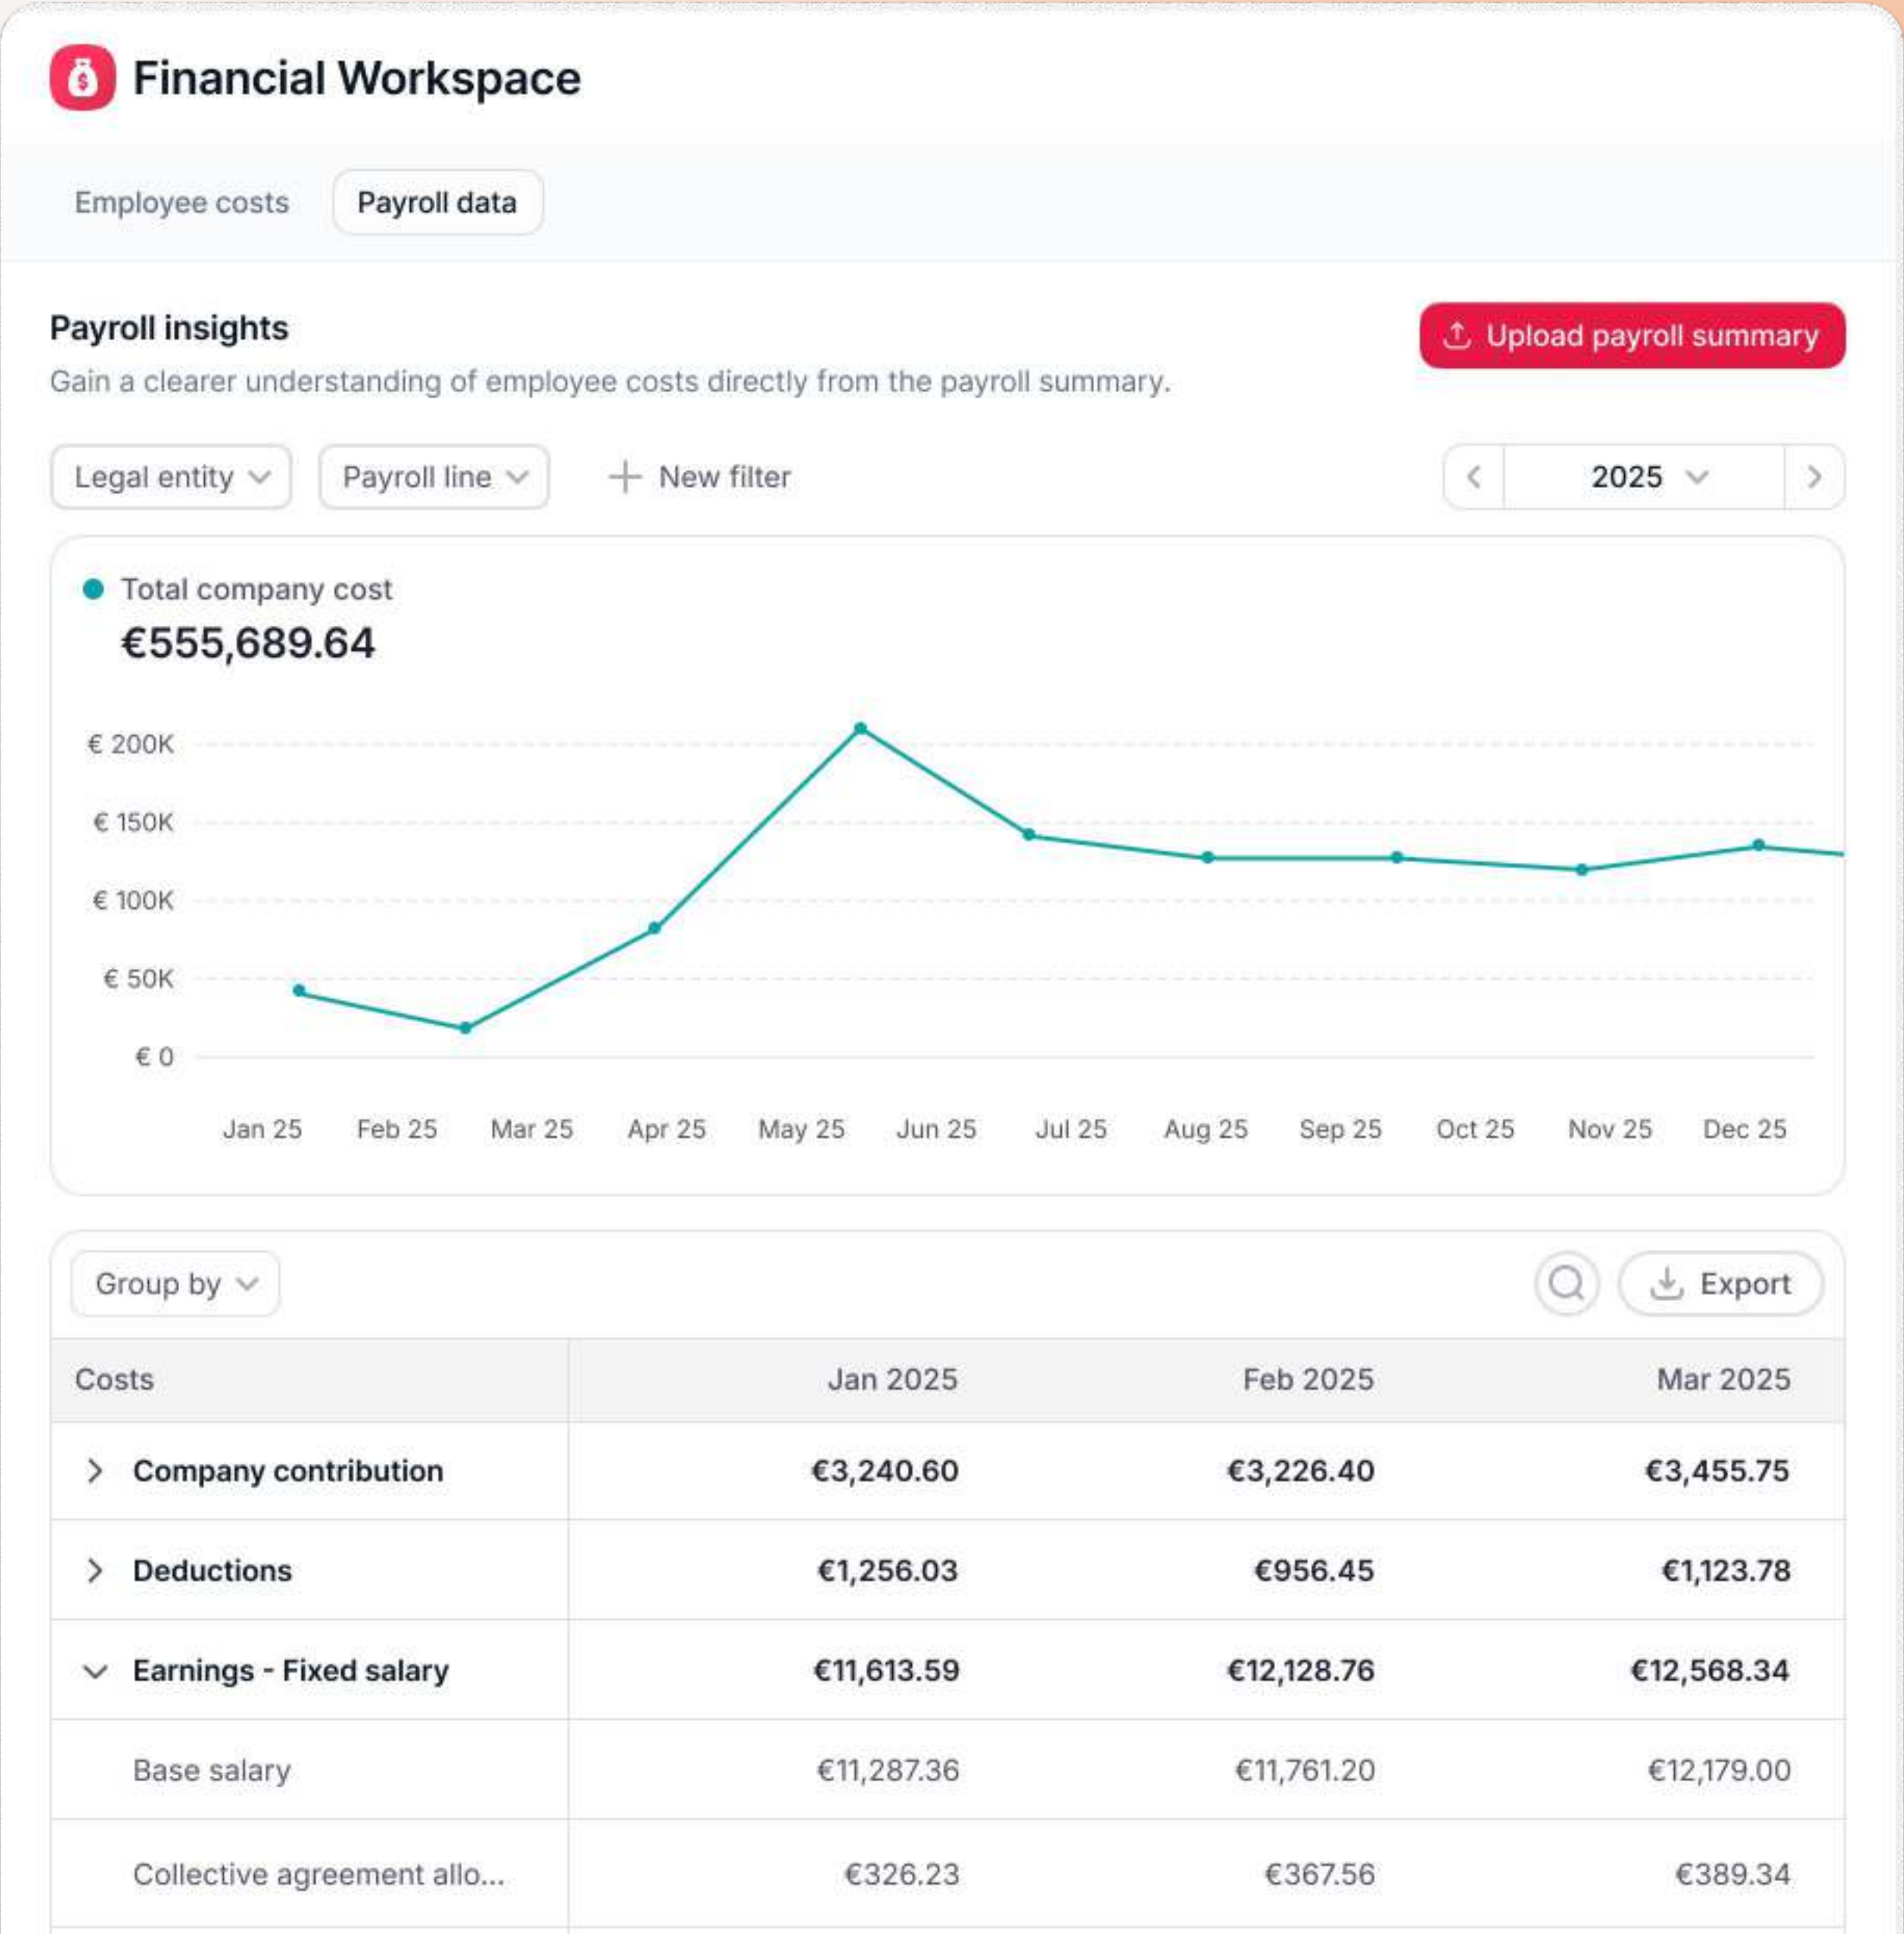 Financial Workspace
Employee costs Payroll data
Payroll insights
Upload payroll summary
Gain a clearer understanding of employee costs directly from the payroll summary.
Legal entity Payroll line New filter 2025
Total company cost
€555,689.64
€ 200K
€ 150K
€ 100K
€ 50K
€ 0
Jan 25 Feb 25 Mar 25 Apr 25 May 25 Jun 25 Jul 25 Aug 25 Sep 25 Oct 25 Nov 25 Dec 25
Group by Export
Costs Jan 2025 Feb 2025 Mar 2025
Company contribution €3,240.60 €3,226.40 €3,455.75
Deductions €1,256.03 €956.45 €1,123.78
Earnings - Fixed salary €11,613.59 €12,128.76 €12,568.34
Base salary €11,287.36 €11,761.20 €12,179.00
Collective agreement allo... €326.23 €367.56 €389.34